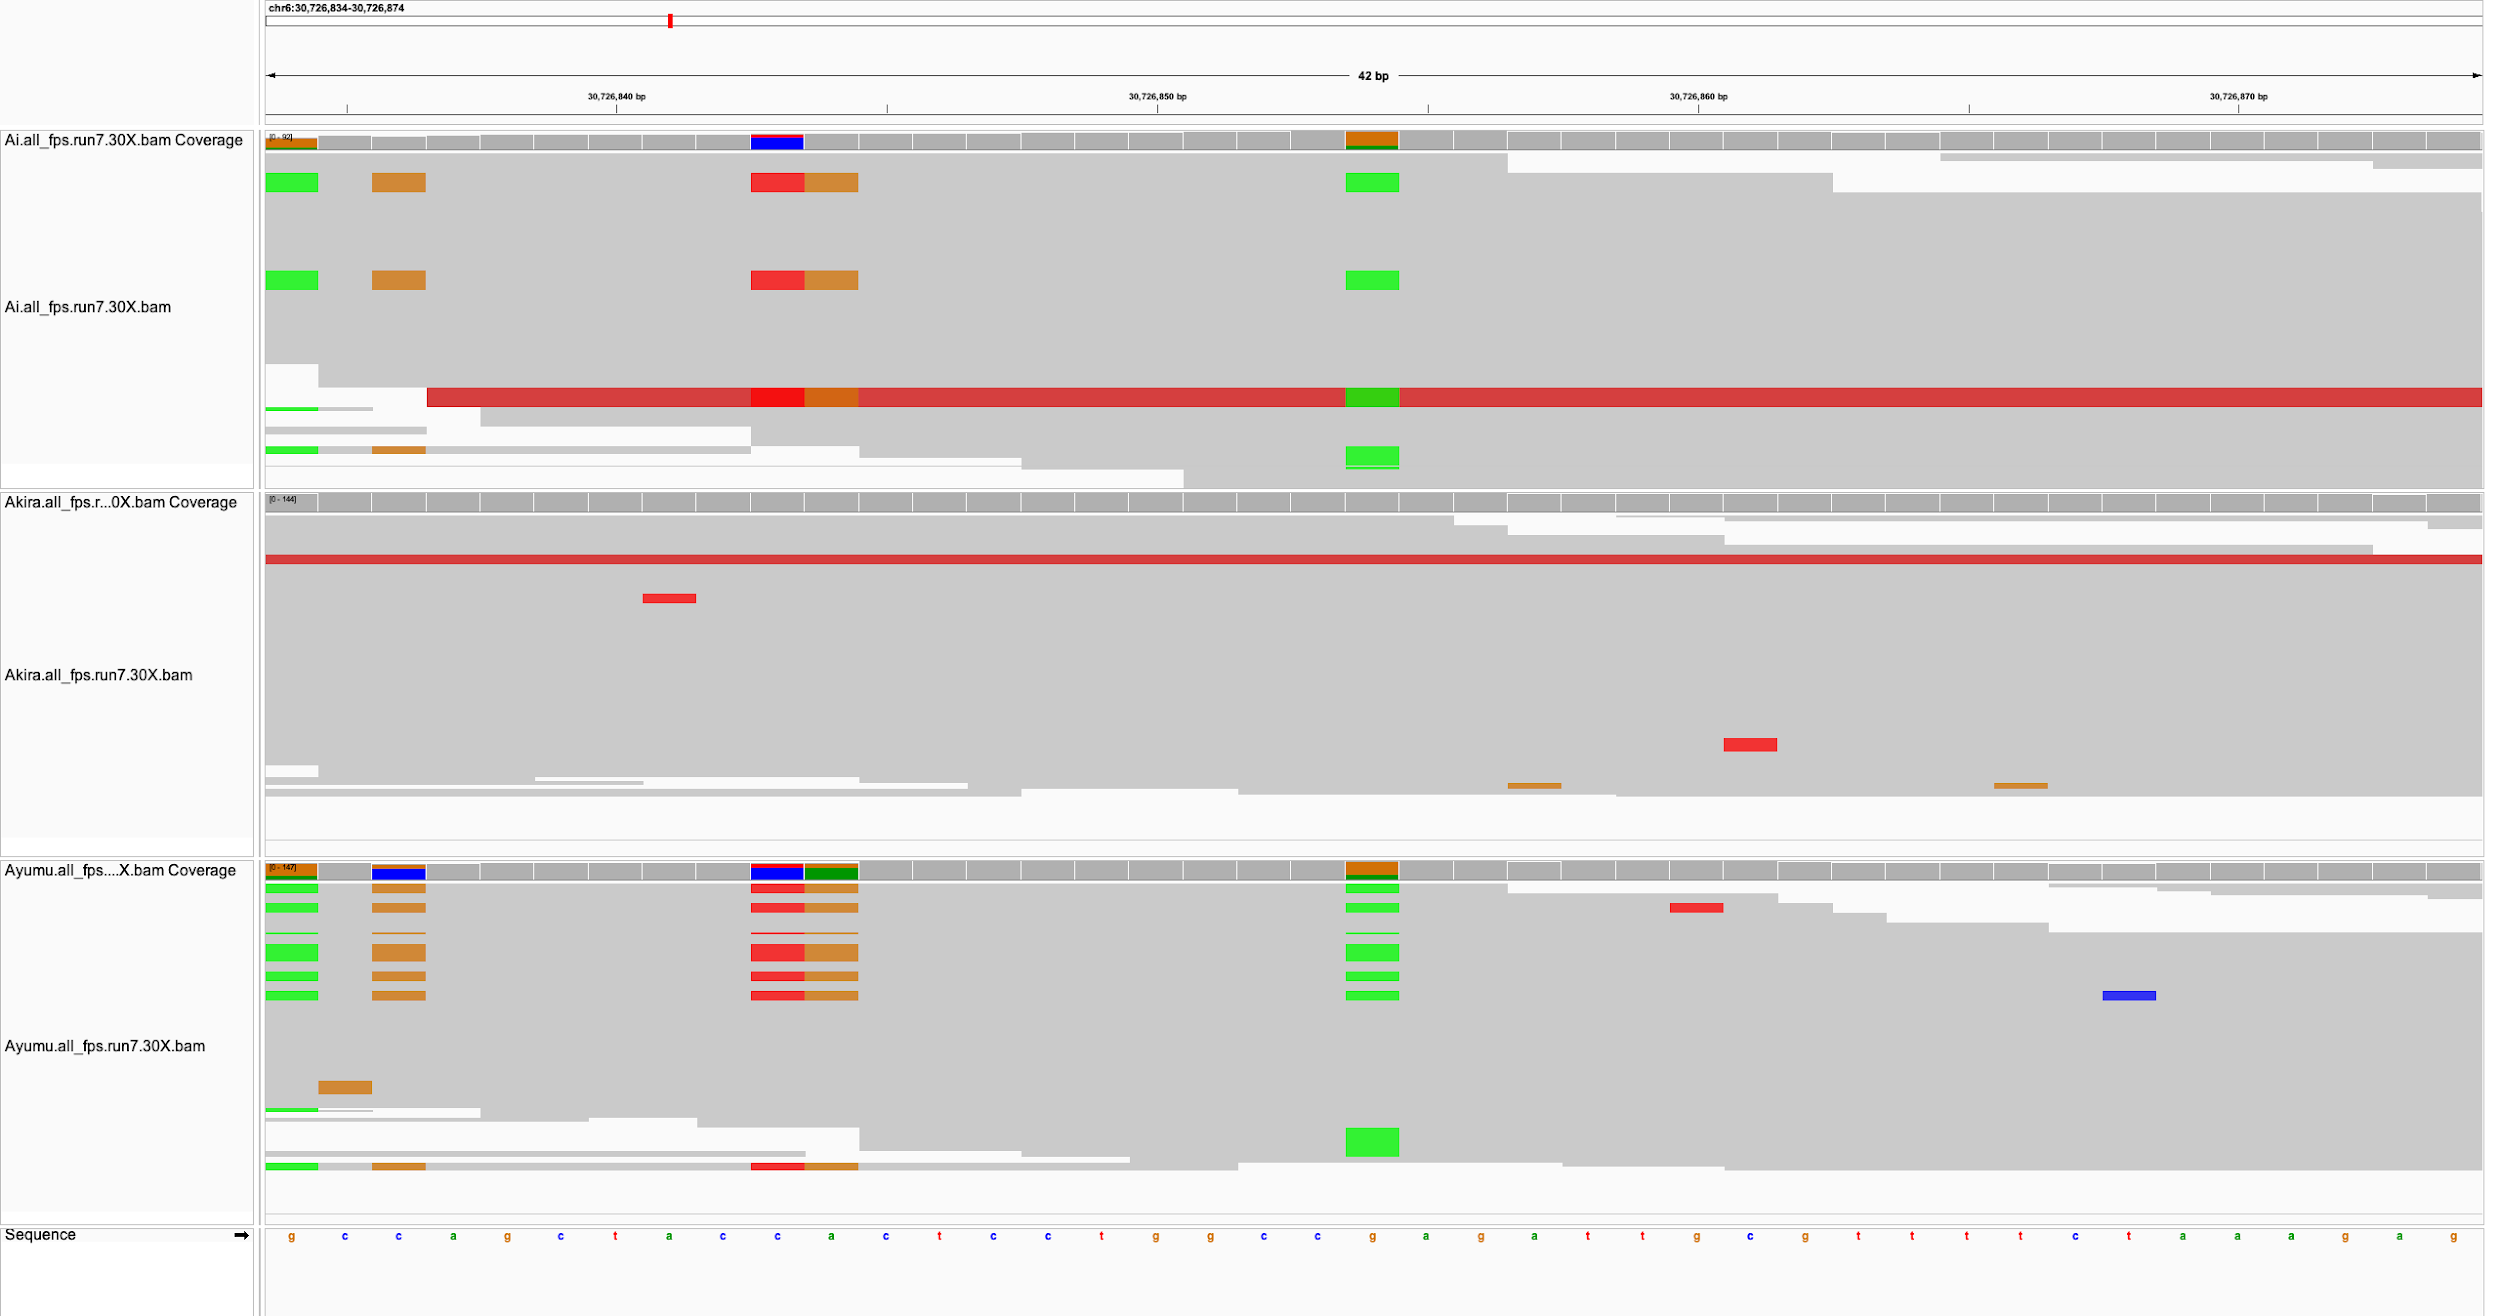 chr6:30,726,834-30,726,874
42 bp
30,726,840 bp 30,726,850 bp 30,726,860 bp 30,726,870 bp
Ai.all_fps.run7.30X.bam Coverage [0 - 92]
Ai.all_fps.run7.30X.bam
Akira.all_fps.r...0X.bam Coverage [0 - 144]
Akira.all_fps.run7.30X.bam
Ayumu.all_fps....X.bam Coverage [0 - 147]
Ayumu.all_fps.run7.30X.bam
Sequence g c c a g c t a c c a c t c c t g g c c g a g a t t g c g t t t t c t a a a g a g